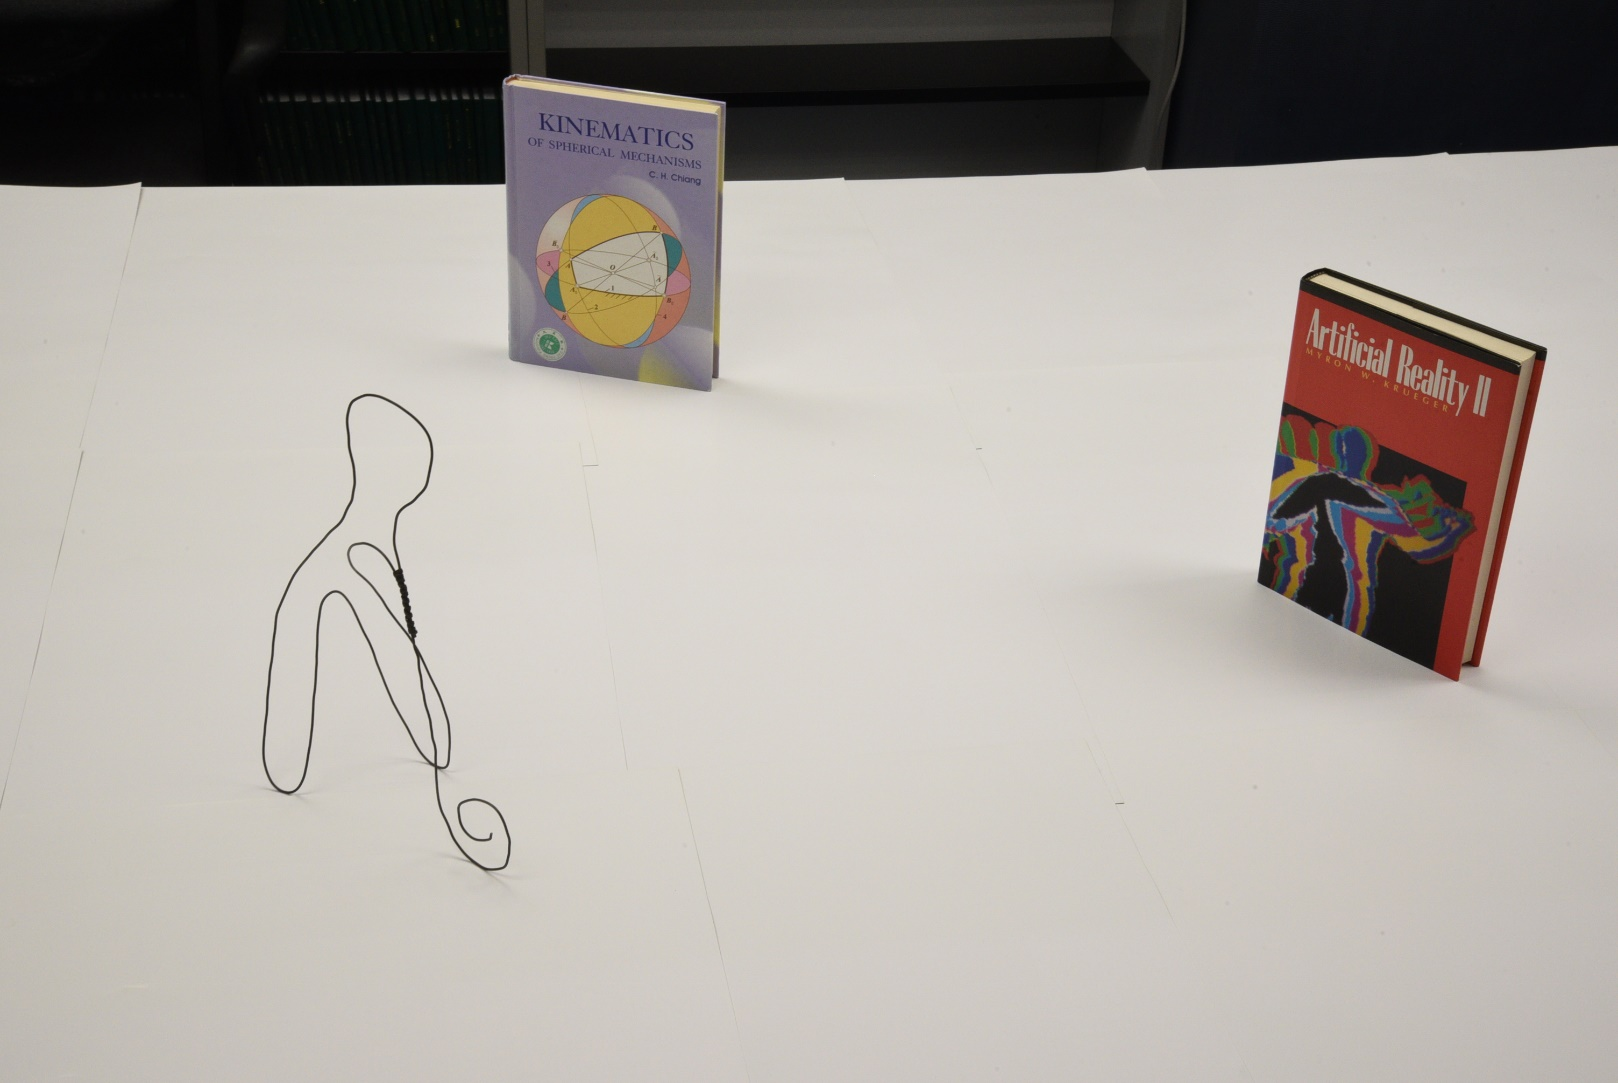 KINEMATICS
OF SPHERICAL MECHANISMS
C. H. Chiang
Artificial Reality II
MYRON W. KRUEGER